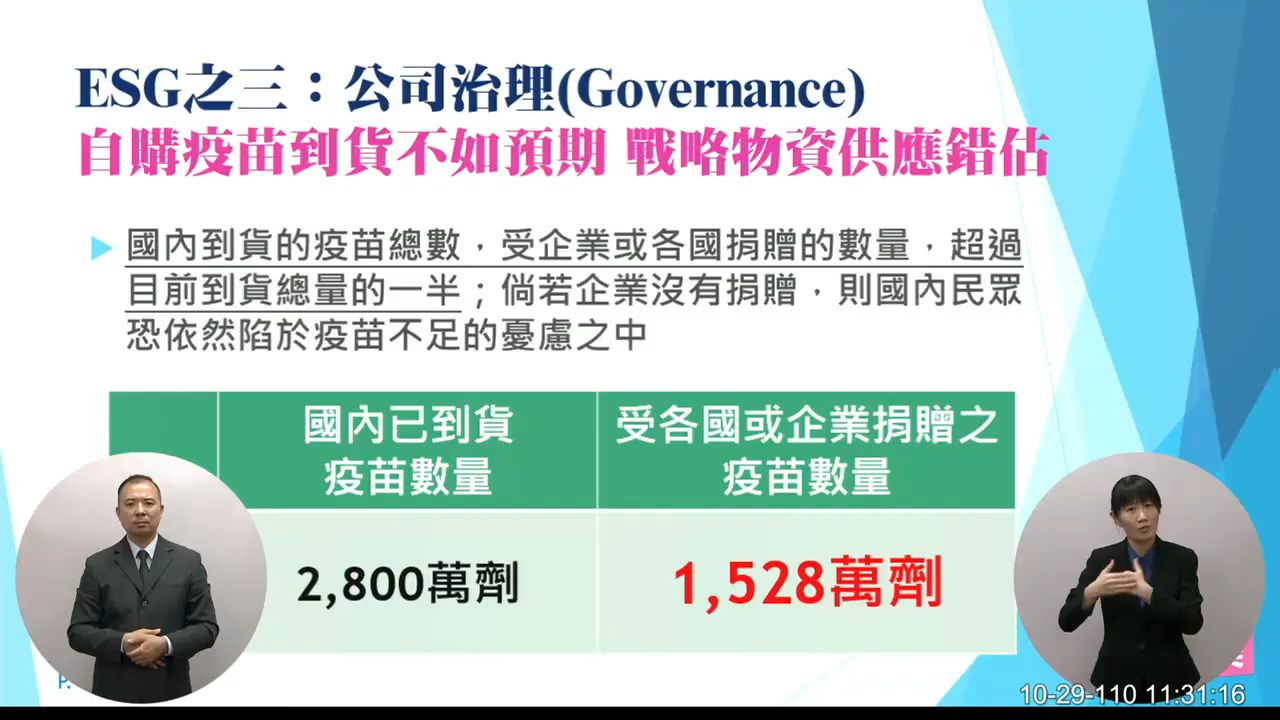 ESG之三：公司治理(Governance)
自購疫苗到貨不如預期 戰略物資供應錯估
國內到貨的疫苗總數，受企業或各國捐贈的數量，超過
目前到貨總量的一半；倘若企業沒有捐贈，則國內民眾
恐依然陷於疫苗不足的憂慮之中
國內已到貨
疫苗數量
受各國或企業捐贈之
疫苗數量
2,800萬劑
1,528萬劑
10-29-110 11:31:16